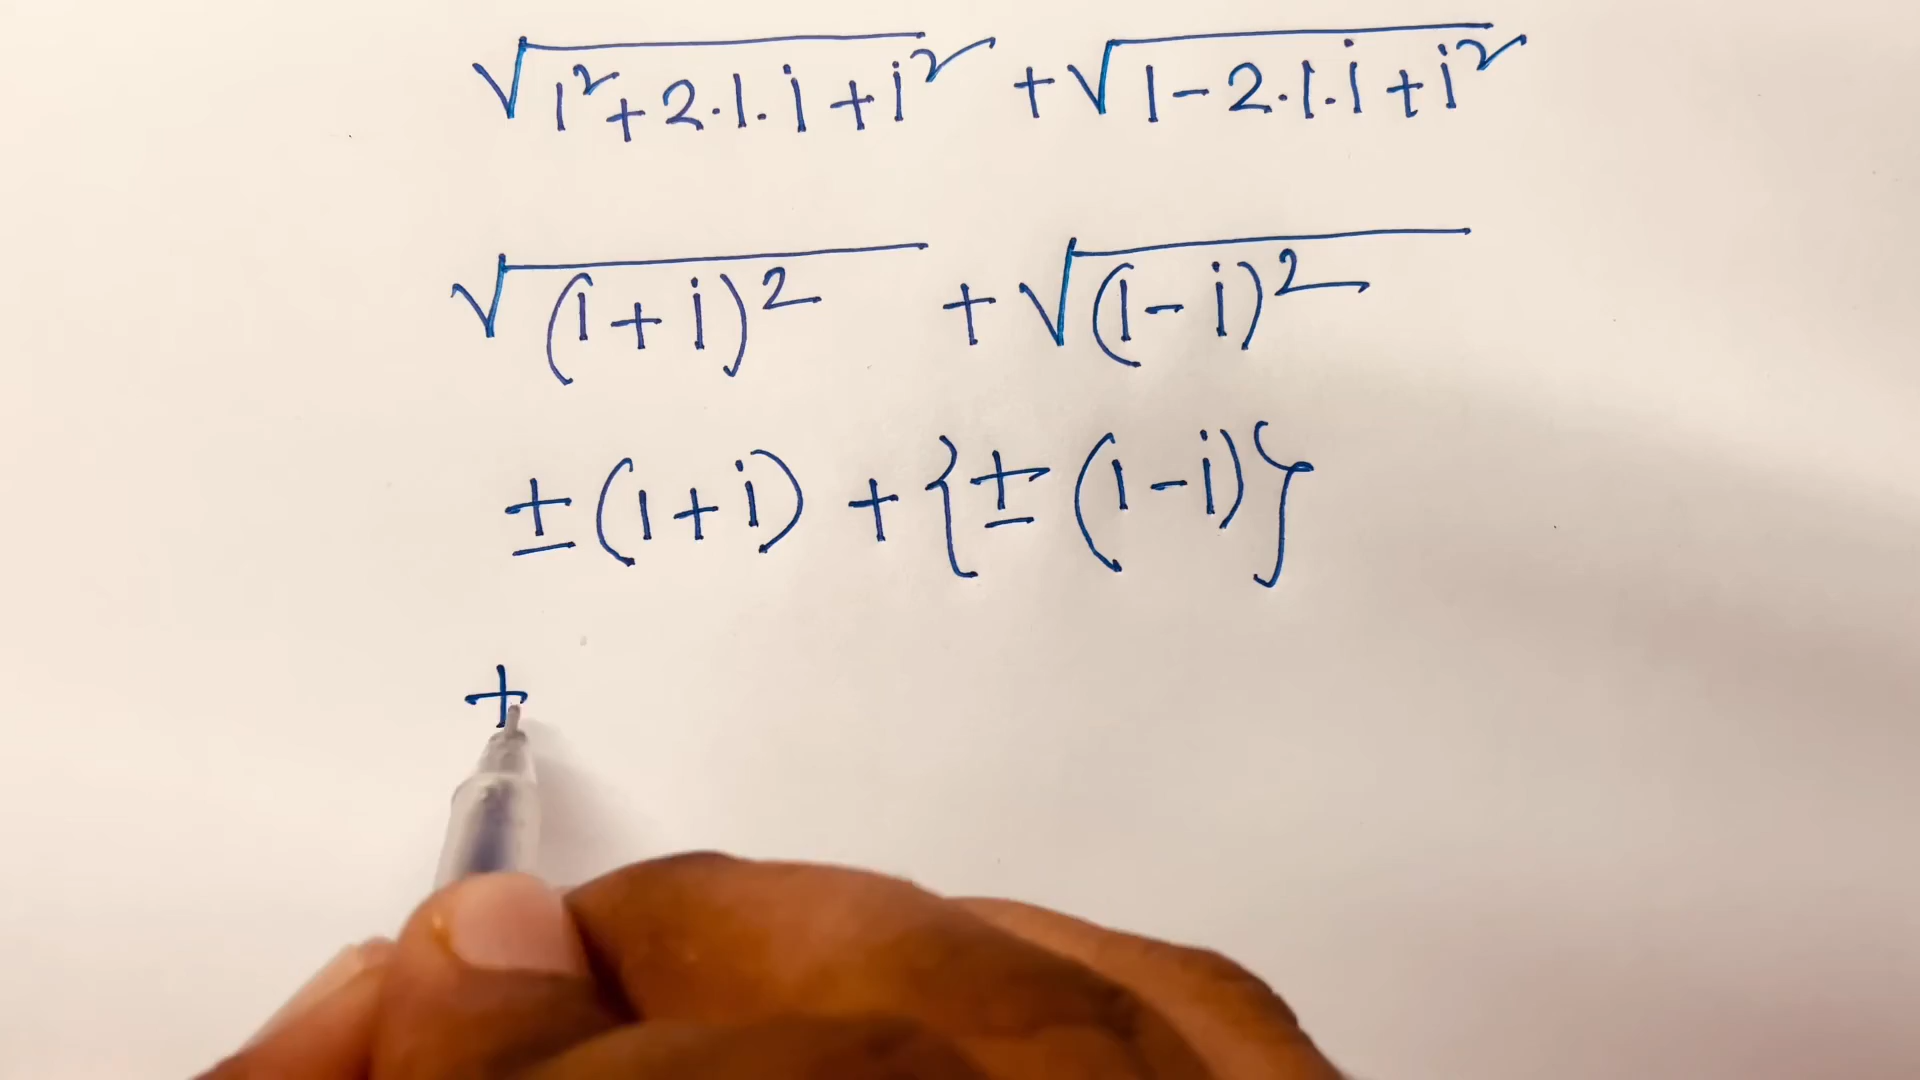 √(1²+2·1·i+i²) + √(1-2·1·i+i²)
√((1+i)²) + √((1-i)²)
±(1+i) + {±(1-i)}
+